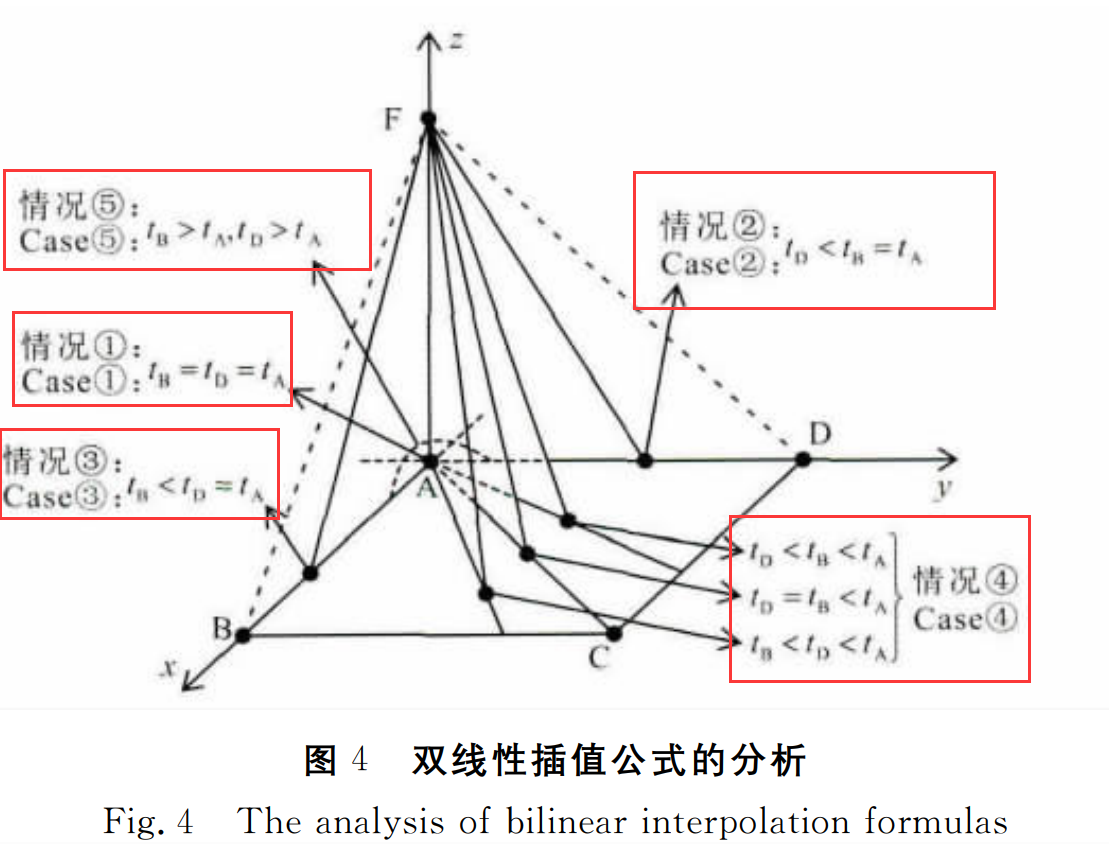 z
F
情况⑤:
Case⑤: t_B > t_A, t_D > t_A
情况②:
Case②: t_D < t_B = t_A
情况①:
Case①: t_B = t_D = t_A
D
y
情况③:
Case③: t_B < t_D = t_A
A
t_D < t_B < t_A
t_D = t_B < t_A
t_B < t_D < t_A
情况④
Case④
B
C
x
图 4 双线性插值公式的分析
Fig. 4 The analysis of bilinear interpolation formulas